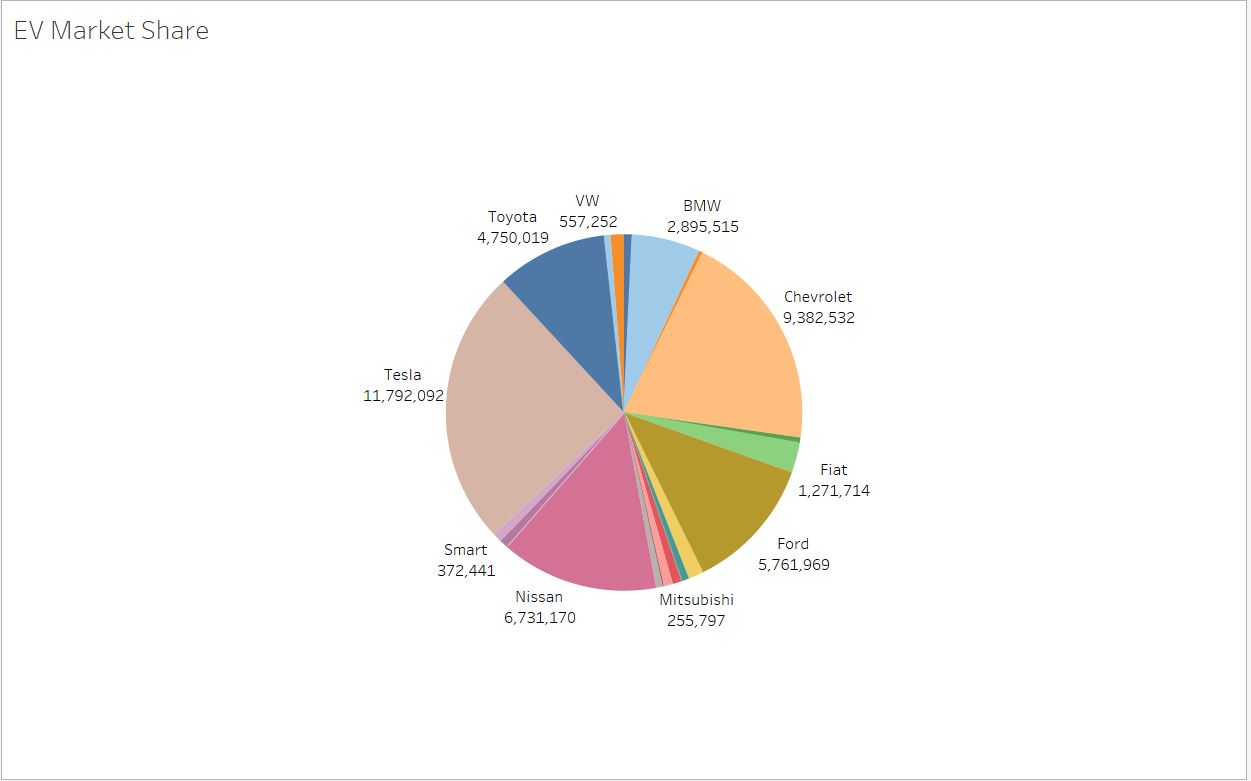 EV Market Share
VW
557,252
BMW
2,895,515
Toyota
4,750,019
Chevrolet
9,382,532
Tesla
11,792,092
Fiat
1,271,714
Ford
5,761,969
Smart
372,441
Nissan
6,731,170
Mitsubishi
255,797